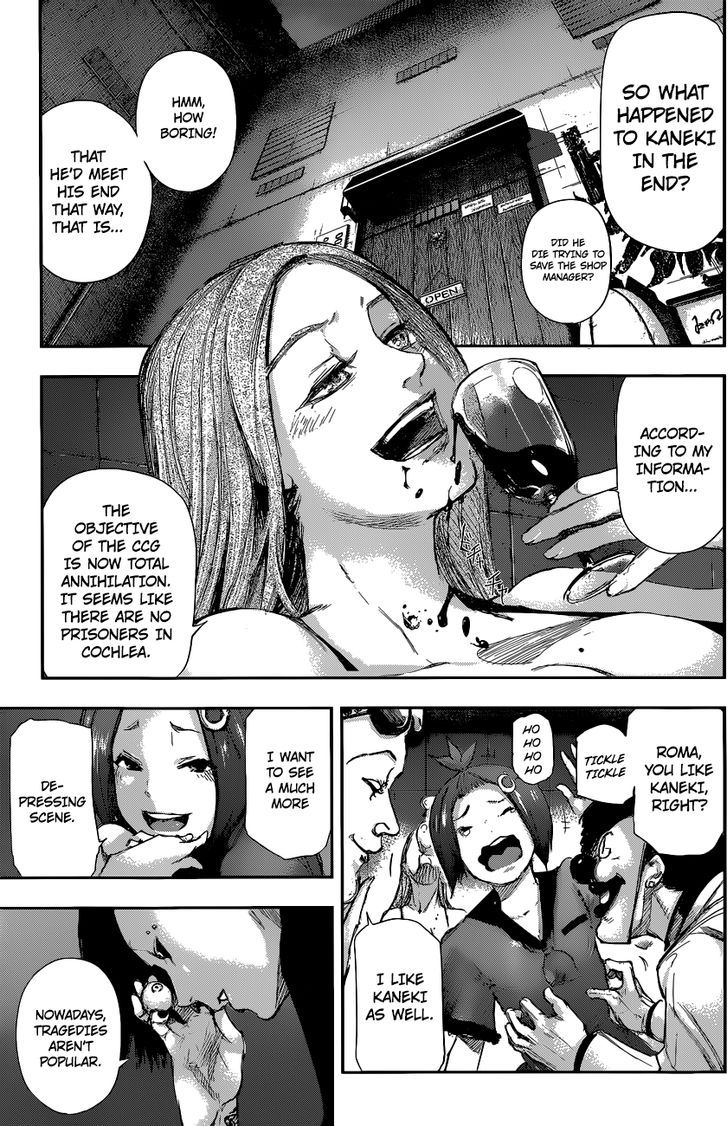 SO WHAT
HAPPENED
TO KANEKI
IN THE
END?
DID HE
DIE TRYING TO
SAVE THE SHOP
MANAGER?
HMM,
HOW
BORING!
THAT
HE'D MEET
HIS END
THAT WAY,
THAT IS...
OPEN
ACCORD-
ING TO MY
INFORMA-
TION...
THE
OBJECTIVE
OF THE CCG
IS NOW TOTAL
ANNIHILATION.
IT SEEMS LIKE
THERE ARE NO
PRISONERS IN
COCHLEA.
ROMA,
YOU LIKE
KANEKI,
RIGHT?
TICKLE
TICKLE
HO
HO
HO
HO
I LIKE
KANEKI
AS WELL.
I WANT
TO SEE
A MUCH
MORE
DE-
PRESSING
SCENE.
NOWADAYS,
TRAGEDIES
AREN'T
POPULAR.